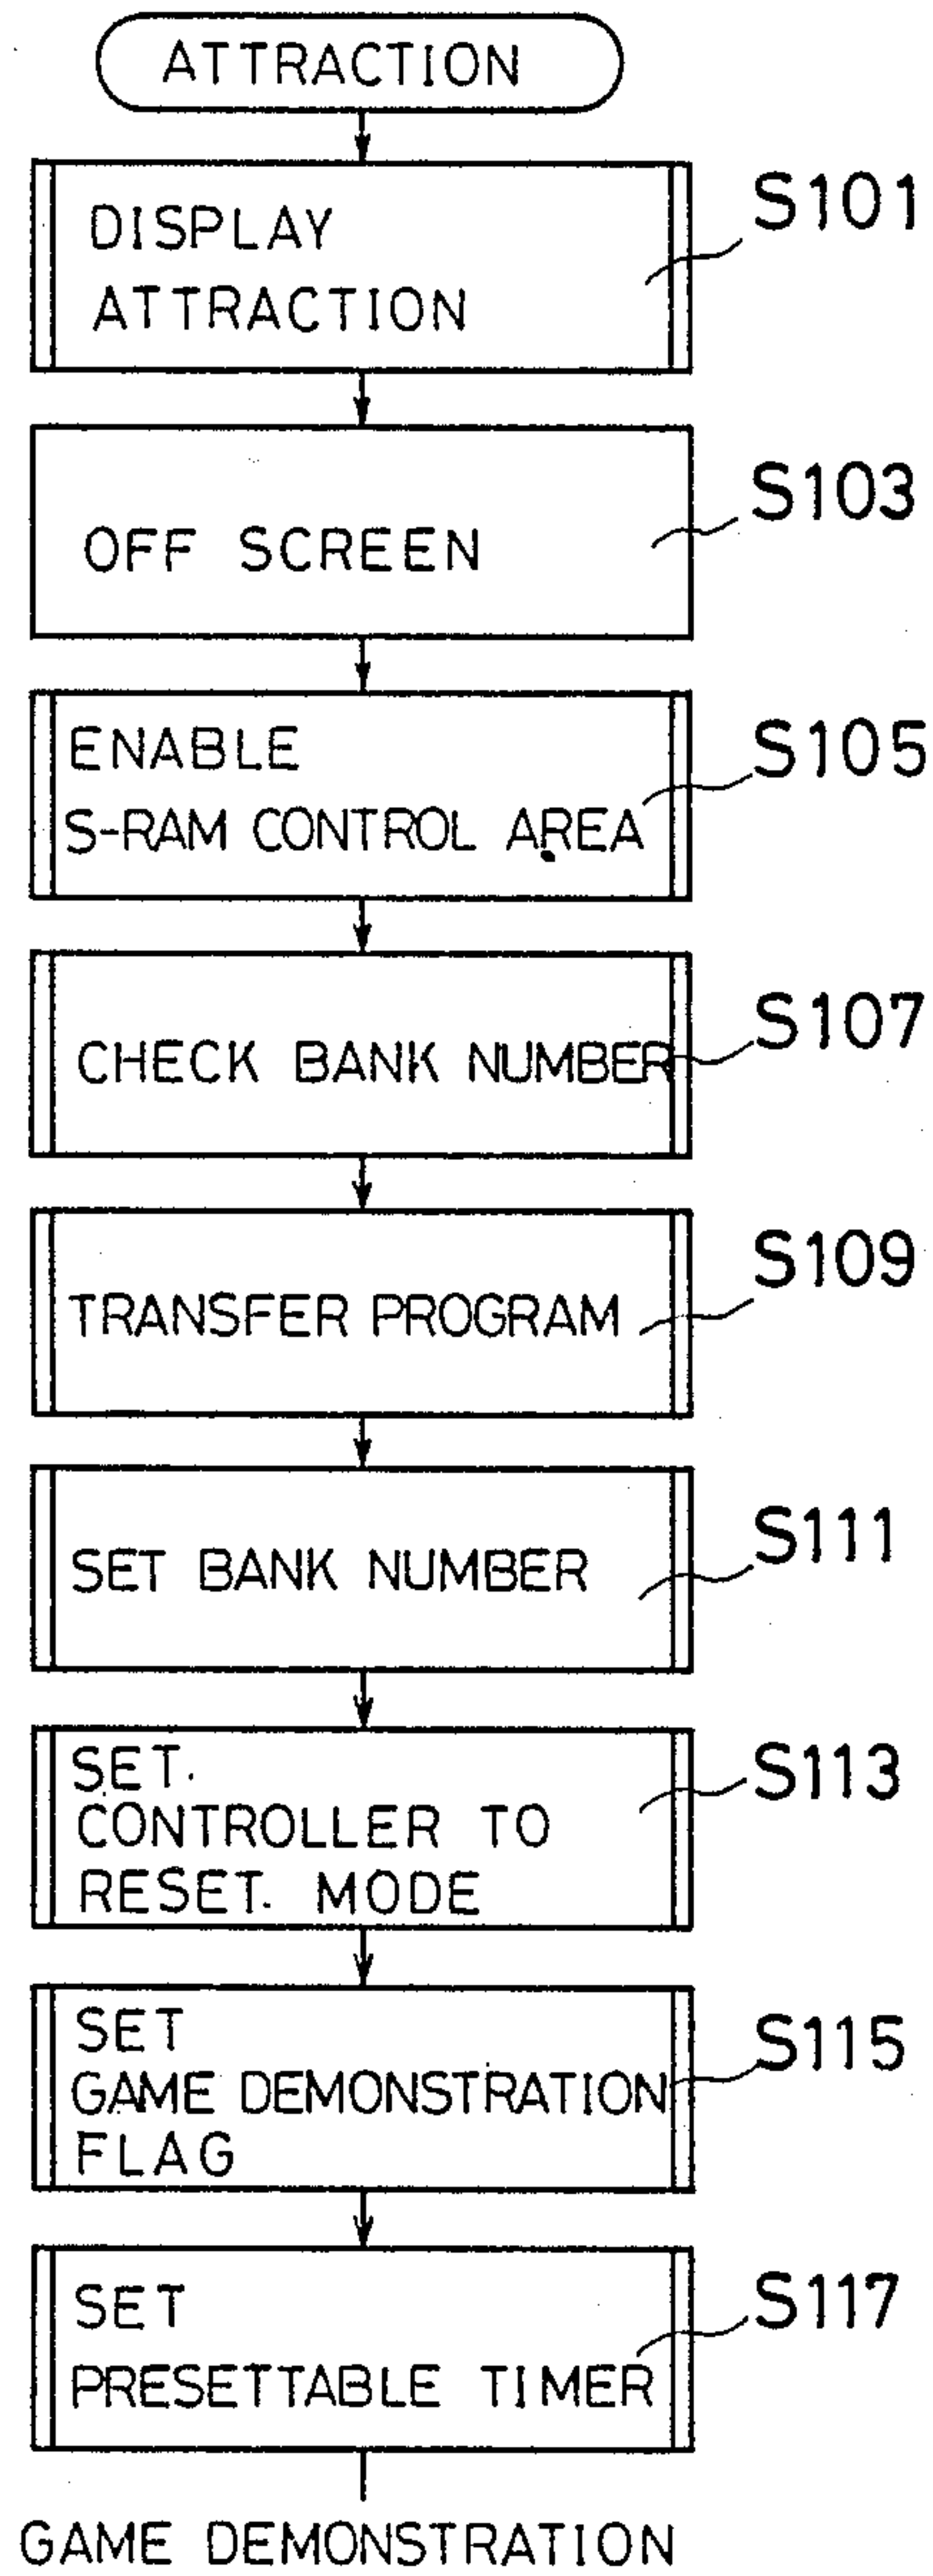 ATTRACTION
S101
DISPLAY
ATTRACTION
S103
OFF SCREEN
S105
ENABLE
S-RAM CONTROL AREA
S107
CHECK BANK NUMBER
S109
TRANSFER PROGRAM
S111
SET BANK NUMBER
S113
SET
CONTROLLER TO
RESET MODE
S115
SET
GAME DEMONSTRATION
FLAG
S117
SET
PRESETTABLE TIMER
GAME DEMONSTRATION